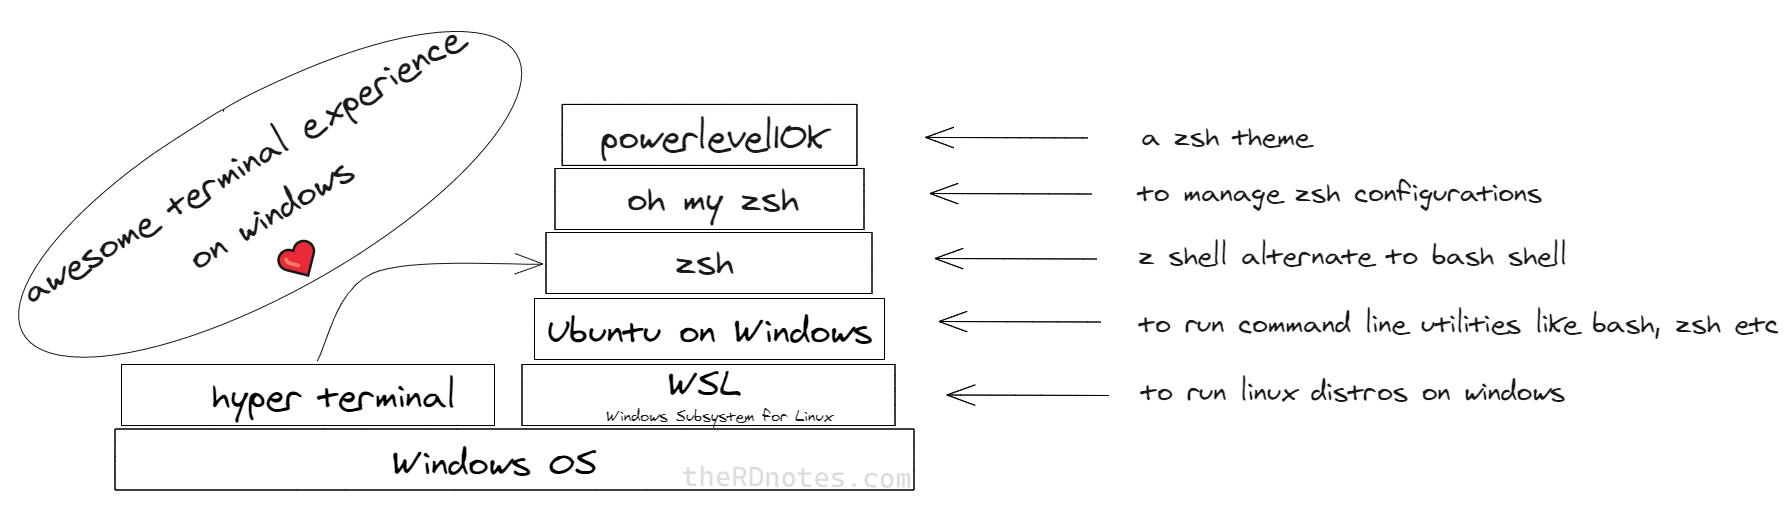 awesome terminal experience
on windows
powerlevel10K
a zsh theme
oh my zsh
to manage zsh configurations
zsh
z shell alternate to bash shell
Ubuntu on Windows
to run command line utilities like bash, zsh etc
hyper terminal
WSL
Windows Subsystem for Linux
to run linux distros on windows
Windows OS
theRDnotes.com